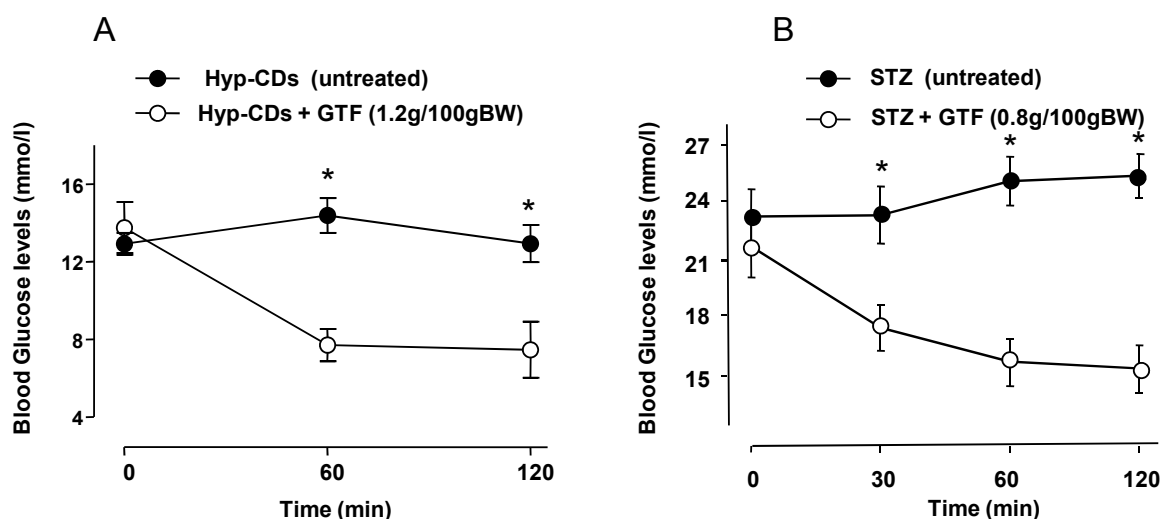 A
Hyp-CDs (untreated)
Hyp-CDs + GTF (1.2g/100gBW)
Blood Glucose levels (mmo/l)
16
12
8
4
*
*
0 60 120
Time (min)
B
STZ (untreated)
STZ + GTF (0.8g/100gBW)
Blood Glucose levels (mmo/l)
27
24
21
18
15
*
*
*
0 30 60 120
Time (min)